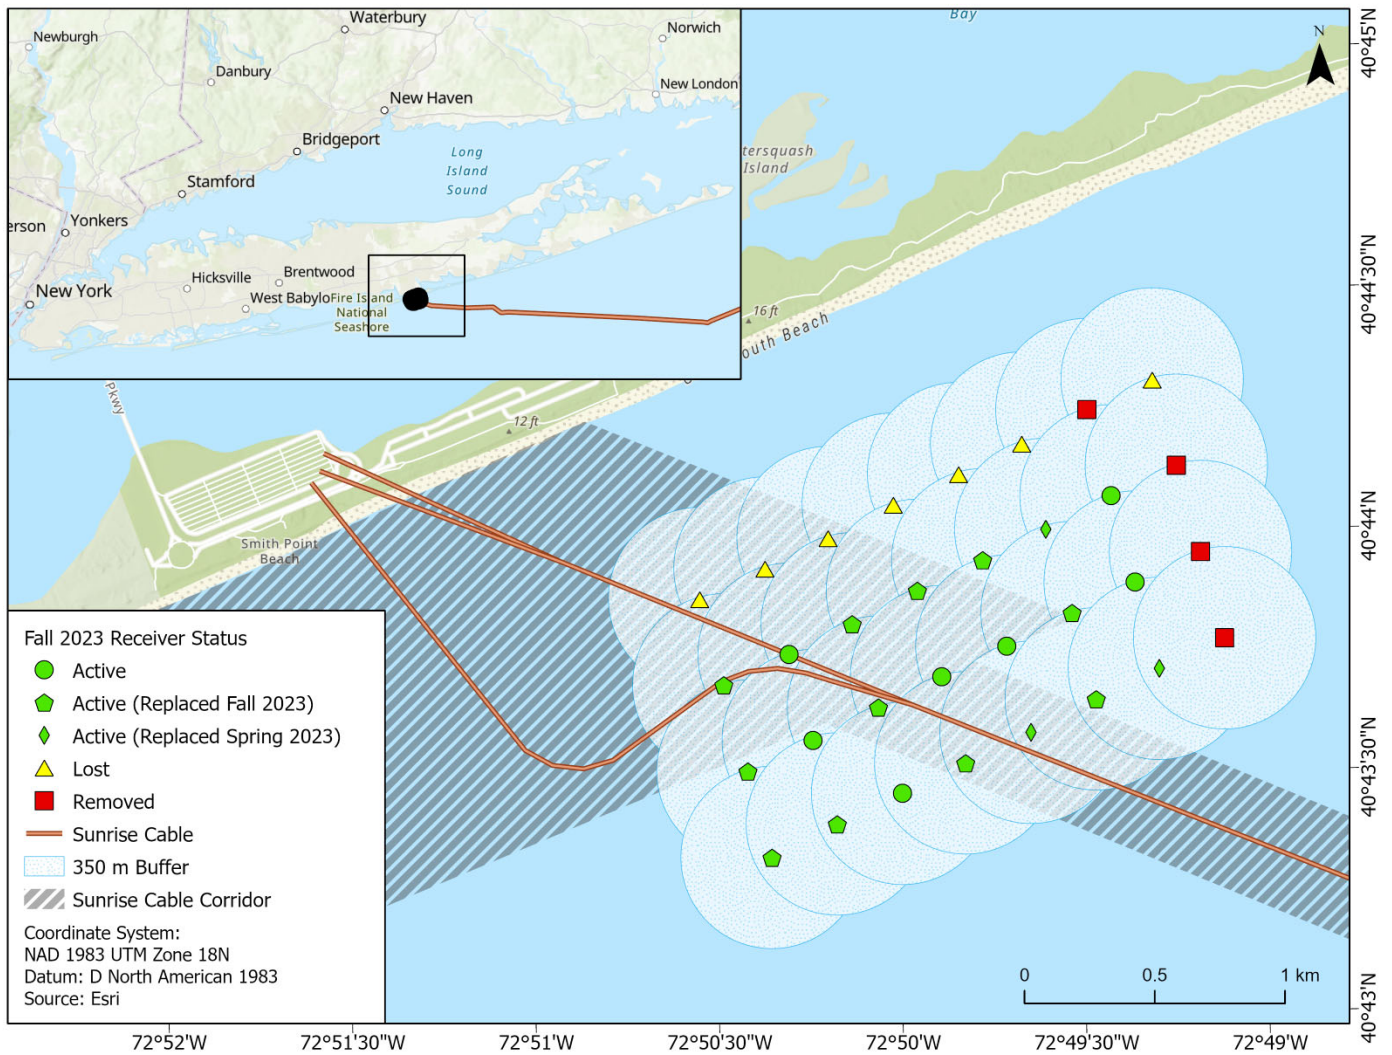 Waterbury
Newburgh
Norwich
Danbury
New London
New Haven
Bridgeport
Long
Island
Sound
Stamford
erson
Yonkers
Hicksville
Brentwood
New York
West Babylo
Fire Island
National
Seashore
Bay
N
tersquash
Island
16 ft
outh Beach
Pkwy
12 ft
Smith Point
Beach
Fall 2023 Receiver Status
Active
Active (Replaced Fall 2023)
Active (Replaced Spring 2023)
Lost
Removed
Sunrise Cable
350 m Buffer
Sunrise Cable Corridor
Coordinate System:
NAD 1983 UTM Zone 18N
Datum: D North American 1983
Source: Esri
0 0.5 1 km
40°45'N
40°44'30"N
40°44'N
40°43'30"N
40°43'N
72°52'W 72°51'30"W 72°51'W 72°50'30"W 72°50'W 72°49'30"W 72°49'W